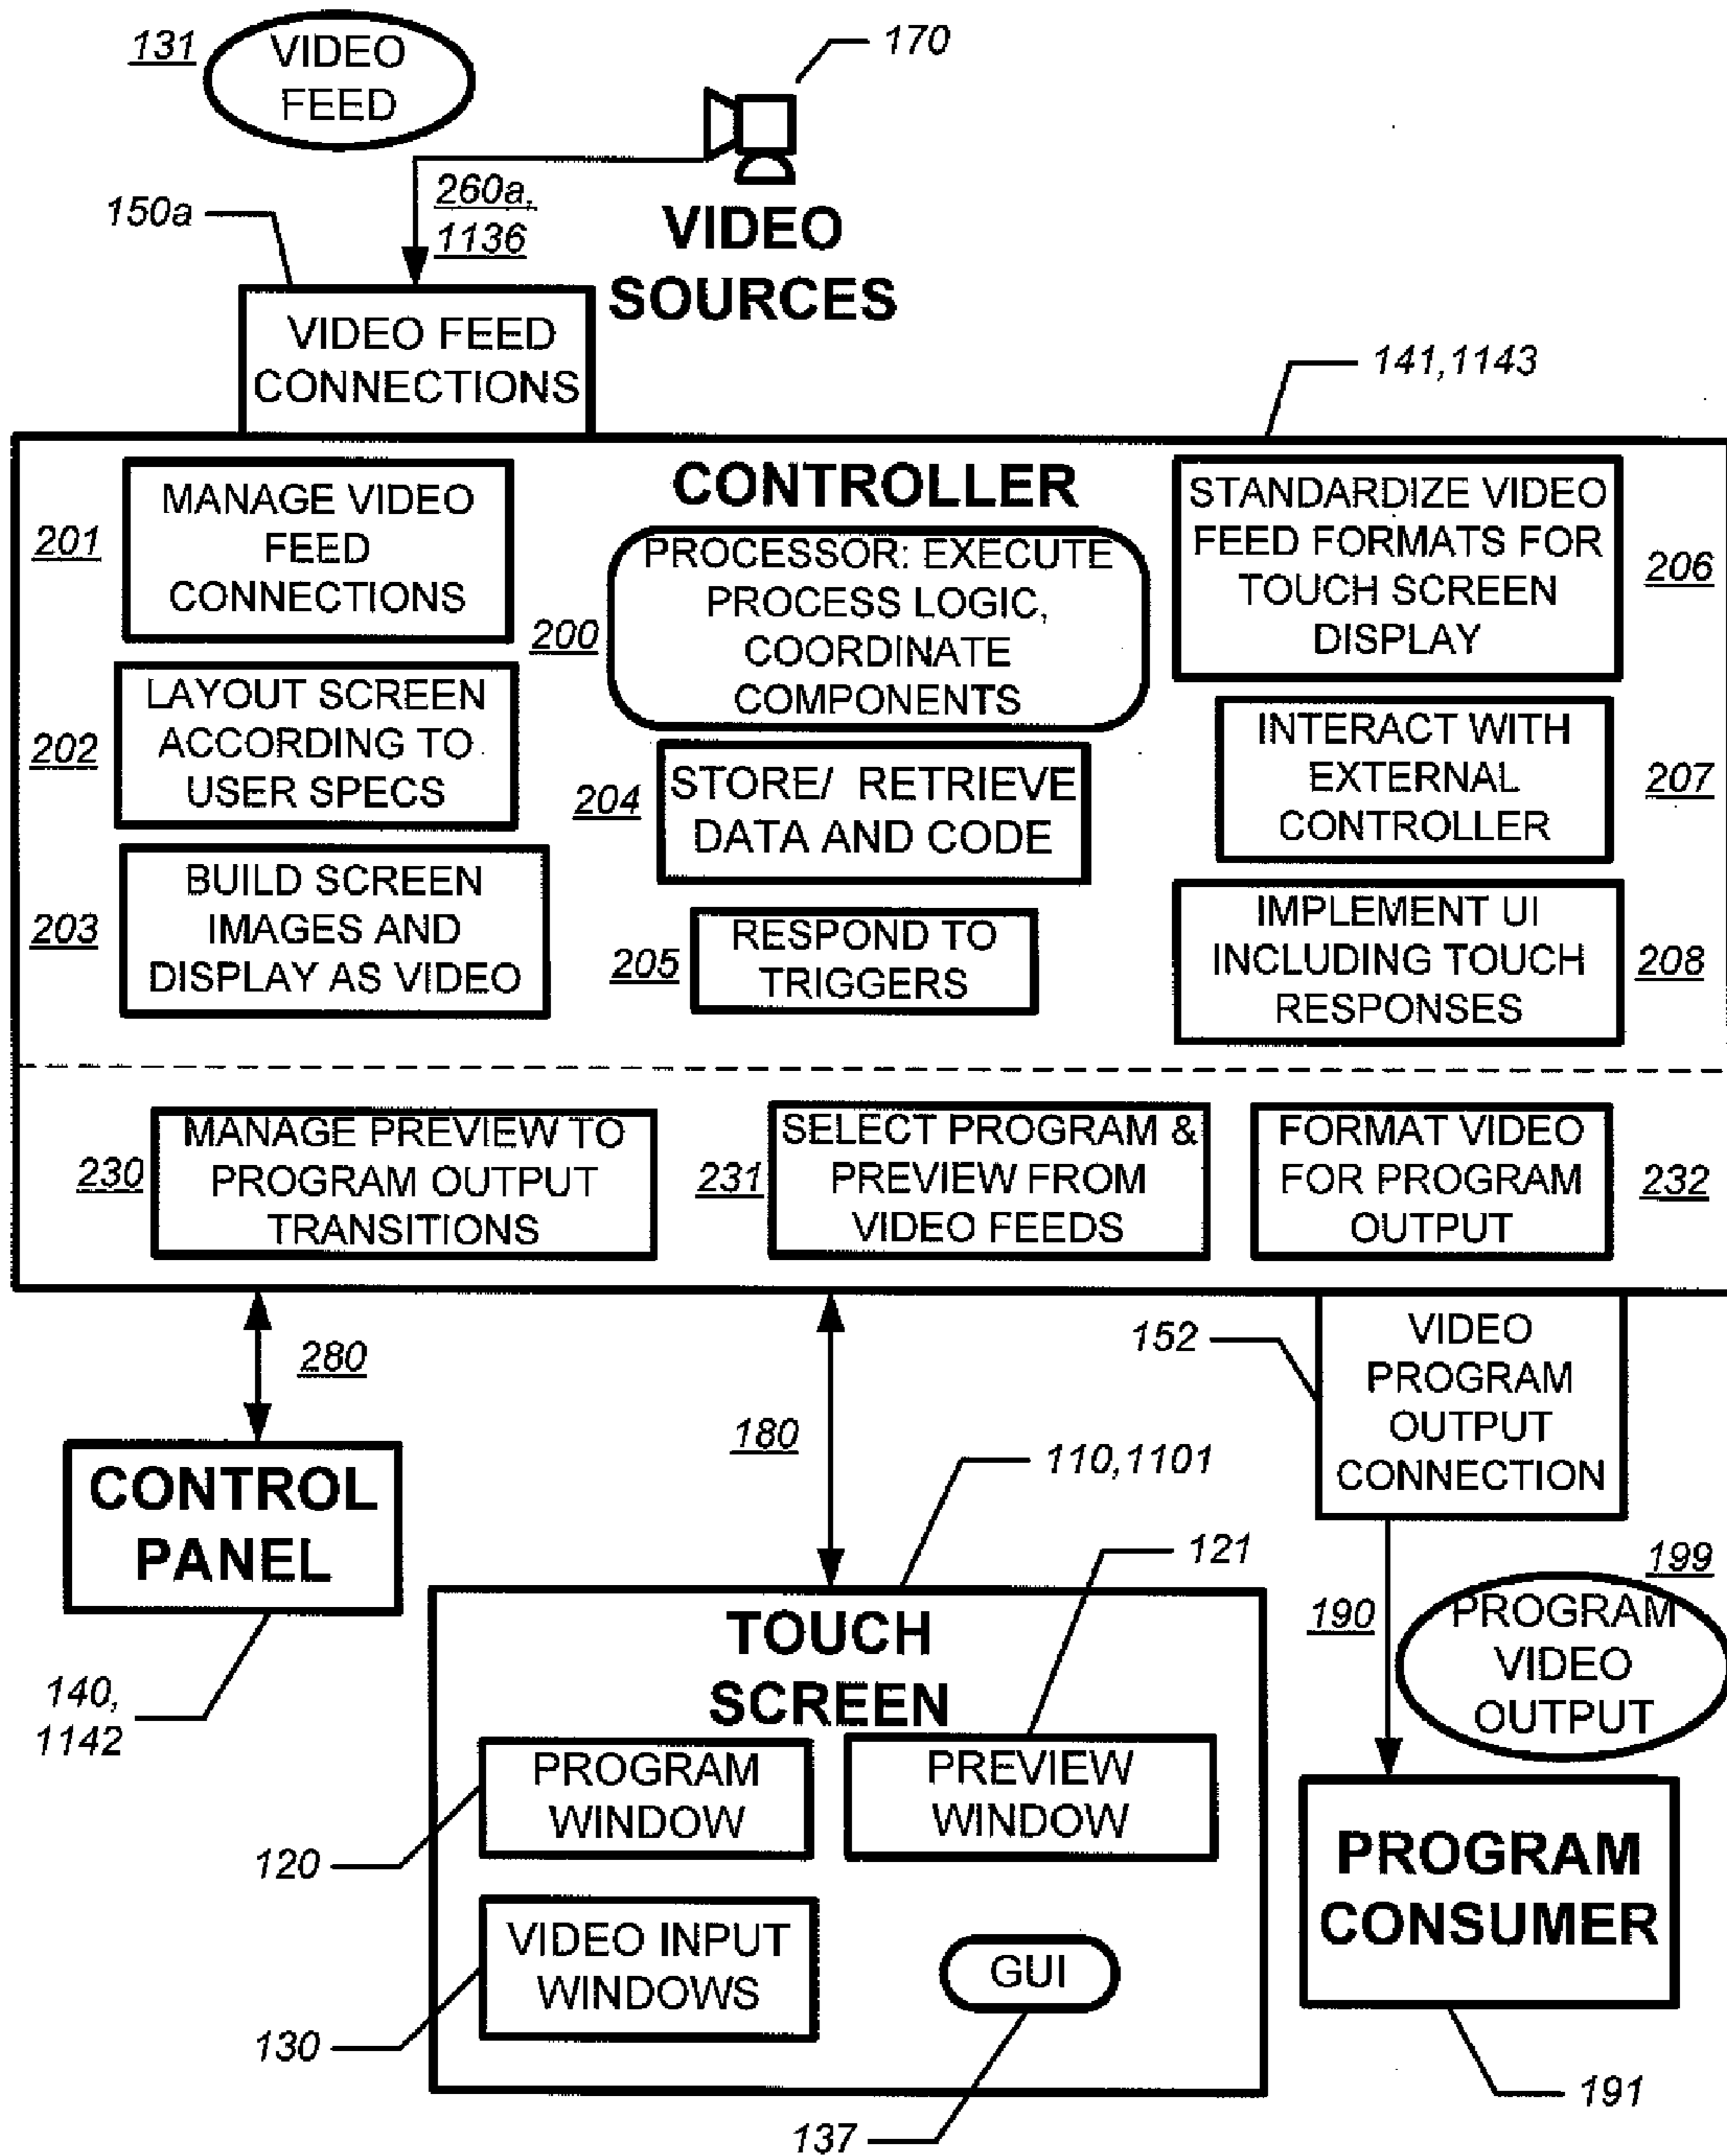 131
VIDEO
FEED
170
260a,
1136
150a
VIDEO
SOURCES
VIDEO FEED
CONNECTIONS
141,1143
CONTROLLER
201
MANAGE VIDEO
FEED
CONNECTIONS
200
PROCESSOR: EXECUTE
PROCESS LOGIC,
COORDINATE
COMPONENTS
STANDARDIZE VIDEO
FEED FORMATS FOR
TOUCH SCREEN
DISPLAY
206
202
LAYOUT SCREEN
ACCORDING TO
USER SPECS
204
STORE/ RETRIEVE
DATA AND CODE
INTERACT WITH
EXTERNAL
CONTROLLER
207
203
BUILD SCREEN
IMAGES AND
DISPLAY AS VIDEO
205
RESPOND TO
TRIGGERS
IMPLEMENT UI
INCLUDING TOUCH
RESPONSES
208
230
MANAGE PREVIEW TO
PROGRAM OUTPUT
TRANSITIONS
231
SELECT PROGRAM &
PREVIEW FROM
VIDEO FEEDS
FORMAT VIDEO
FOR PROGRAM
OUTPUT
232
280
180
152
VIDEO
PROGRAM
OUTPUT
CONNECTION
CONTROL
PANEL
140,
1142
110,1101
121
190
199
PROGRAM
VIDEO
OUTPUT
TOUCH
SCREEN
PROGRAM
WINDOW
PREVIEW
WINDOW
120
VIDEO INPUT
WINDOWS
130
GUI
137
PROGRAM
CONSUMER
191